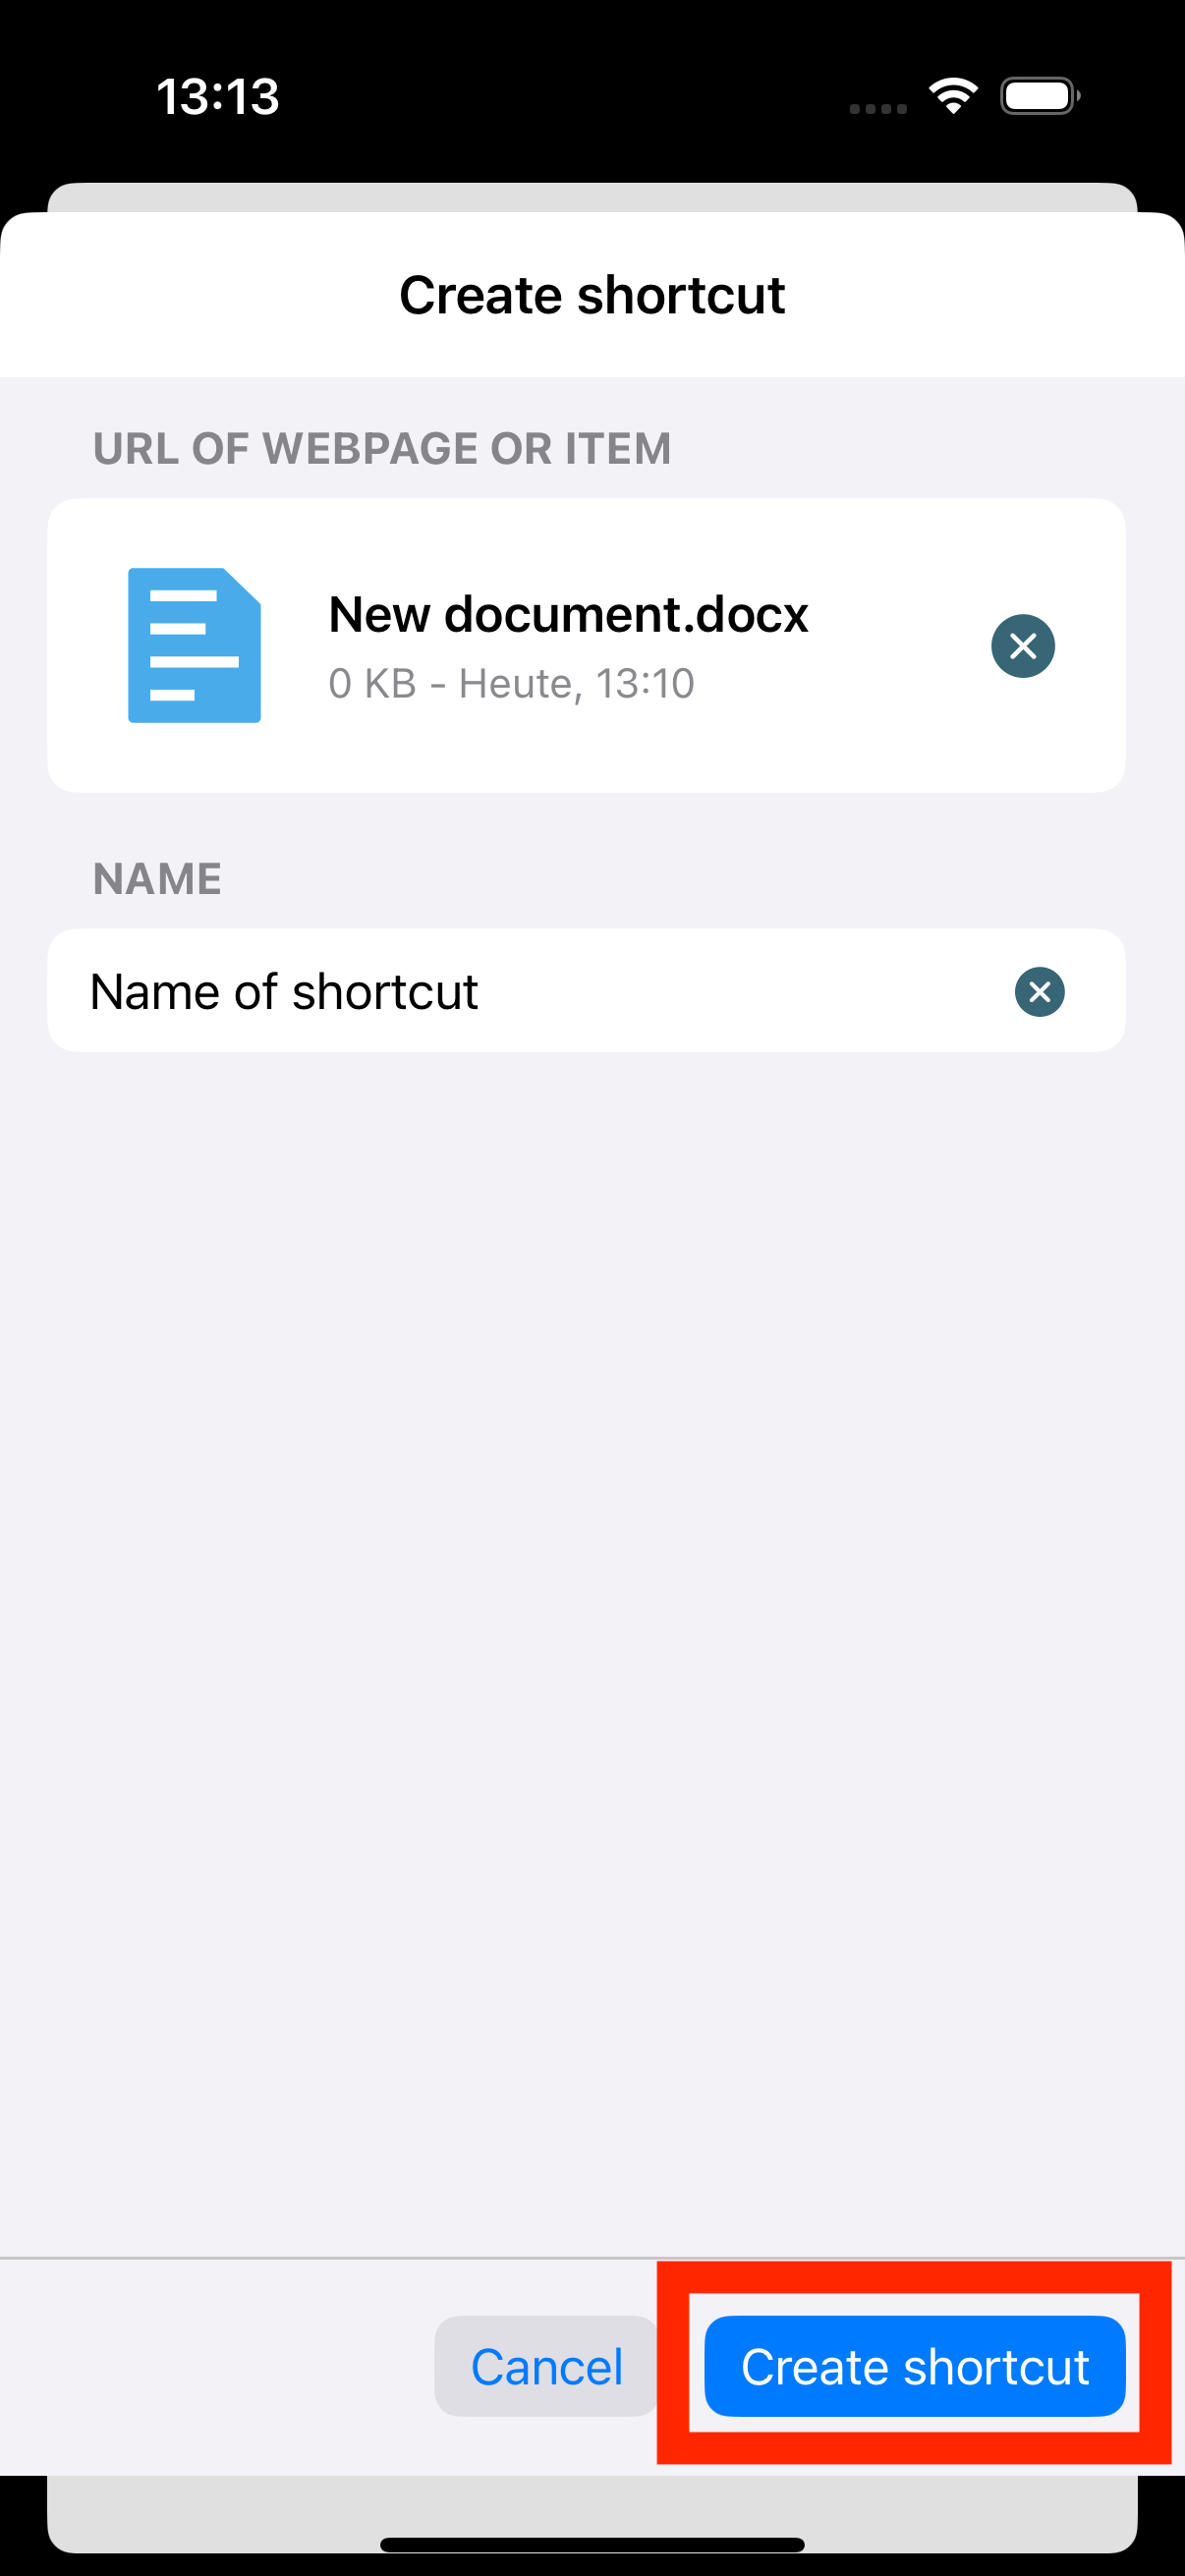 13:13
Create shortcut
URL OF WEBPAGE OR ITEM
New document.docx
0 KB - Heute, 13:10
NAME
Name of shortcut
Cancel
Create shortcut